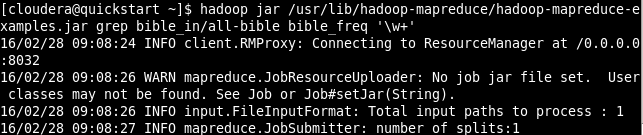 [cloudera@quickstart ~]$ hadoop jar /usr/lib/hadoop-mapreduce/hadoop-mapreduce-e
xamples.jar grep bible_in/all-bible bible_freq '\w+'
16/02/28 09:08:24 INFO client.RMProxy: Connecting to ResourceManager at /0.0.0.0
:8032
16/02/28 09:08:26 WARN mapreduce.JobResourceUploader: No job jar file set.  User
 classes may not be found. See Job or Job#setJar(String).
16/02/28 09:08:26 INFO input.FileInputFormat: Total input paths to process : 1
16/02/28 09:08:27 INFO mapreduce.JobSubmitter: number of splits:1